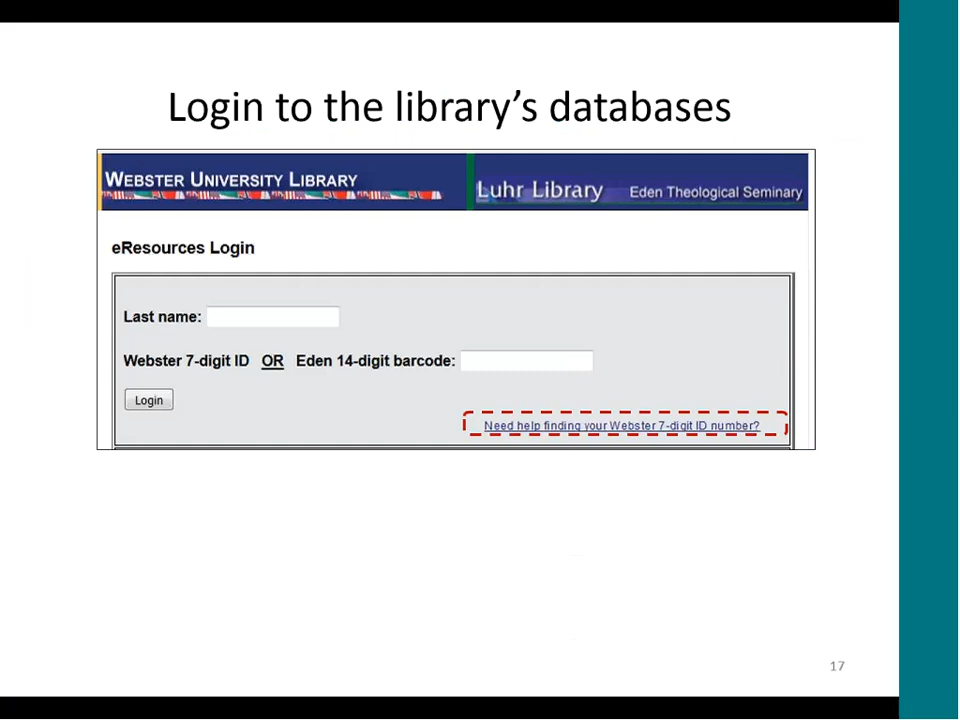 Login to the library's databases
WEBSTER UNIVERSITY LIBRARY
Luhr Library Eden Theological Seminary
eResources Login
Last name:
Webster 7-digit ID OR Eden 14-digit barcode:
Login
Need help finding your Webster 7-digit ID number?
17